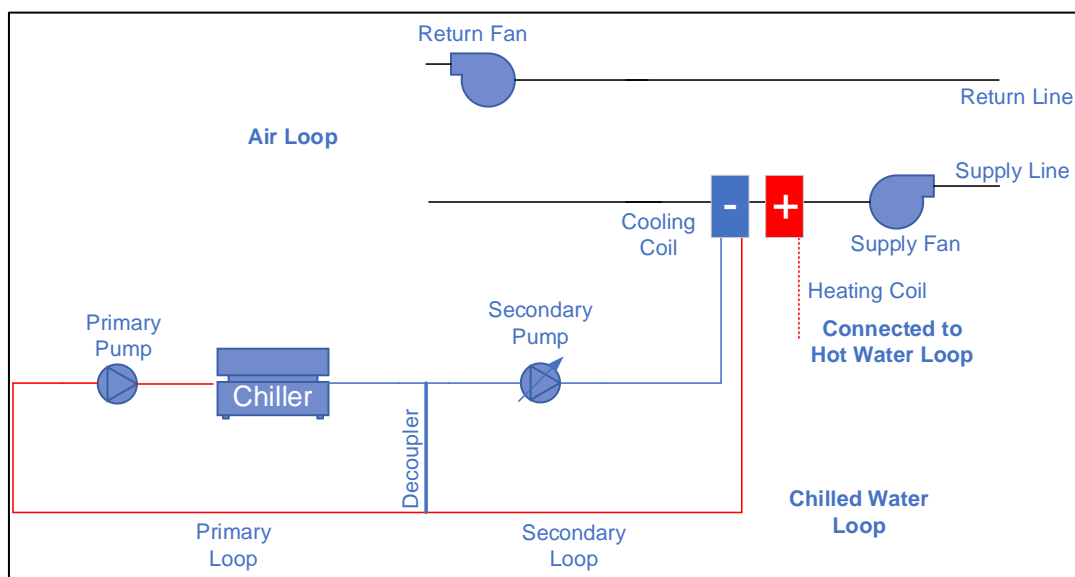 Return Fan
Return Line
Air Loop
Supply Line
-
+
Cooling
Coil
Supply Fan
Heating Coil
Connected to
Hot Water Loop
Secondary
Pump
Primary
Pump
Chiller
Decoupler
Chilled Water
Loop
Primary
Loop
Secondary
Loop